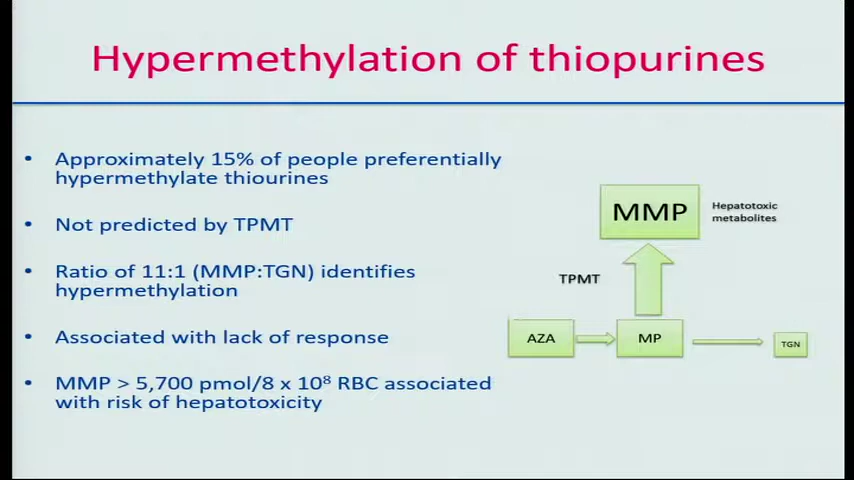 Hypermethylation of thiopurines
• Approximately 15% of people preferentially
hypermethylate thiourines
• Not predicted by TPMT
• Ratio of 11:1 (MMP:TGN) identifies
hypermethylation
• Associated with lack of response
• MMP > 5,700 pmol/8 x 10⁸ RBC associated
with risk of hepatotoxicity
MMP
Hepatotoxic
metabolites
TPMT
AZA
MP
TGN